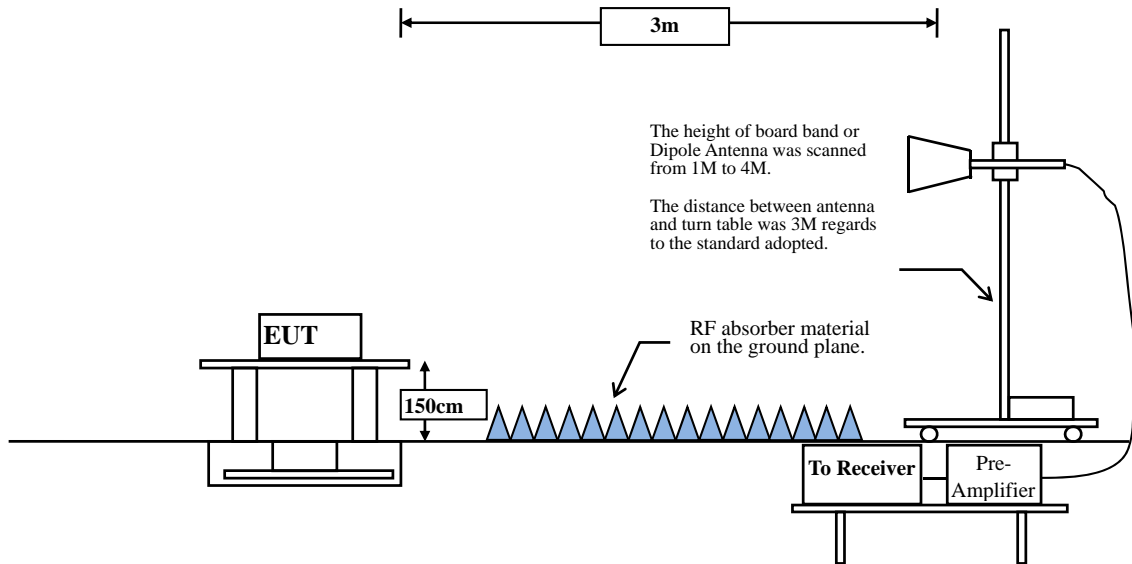 3m
The height of board band or
Dipole Antenna was scanned
from 1M to 4M.
The distance between antenna
and turn table was 3M regards
to the standard adopted.
EUT
RF absorber material
on the ground plane.
150cm
To Receiver
Pre-
Amplifier